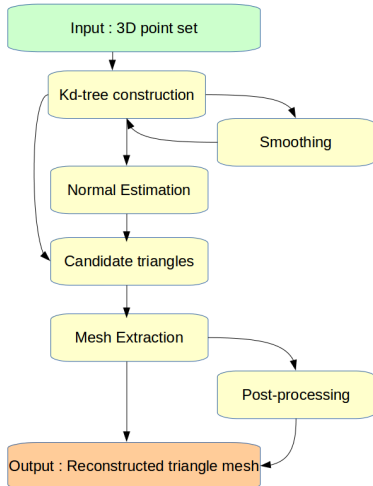 Input : 3D point set
Kd-tree construction
Smoothing
Normal Estimation
Candidate triangles
Mesh Extraction
Post-processing
Output : Reconstructed triangle mesh